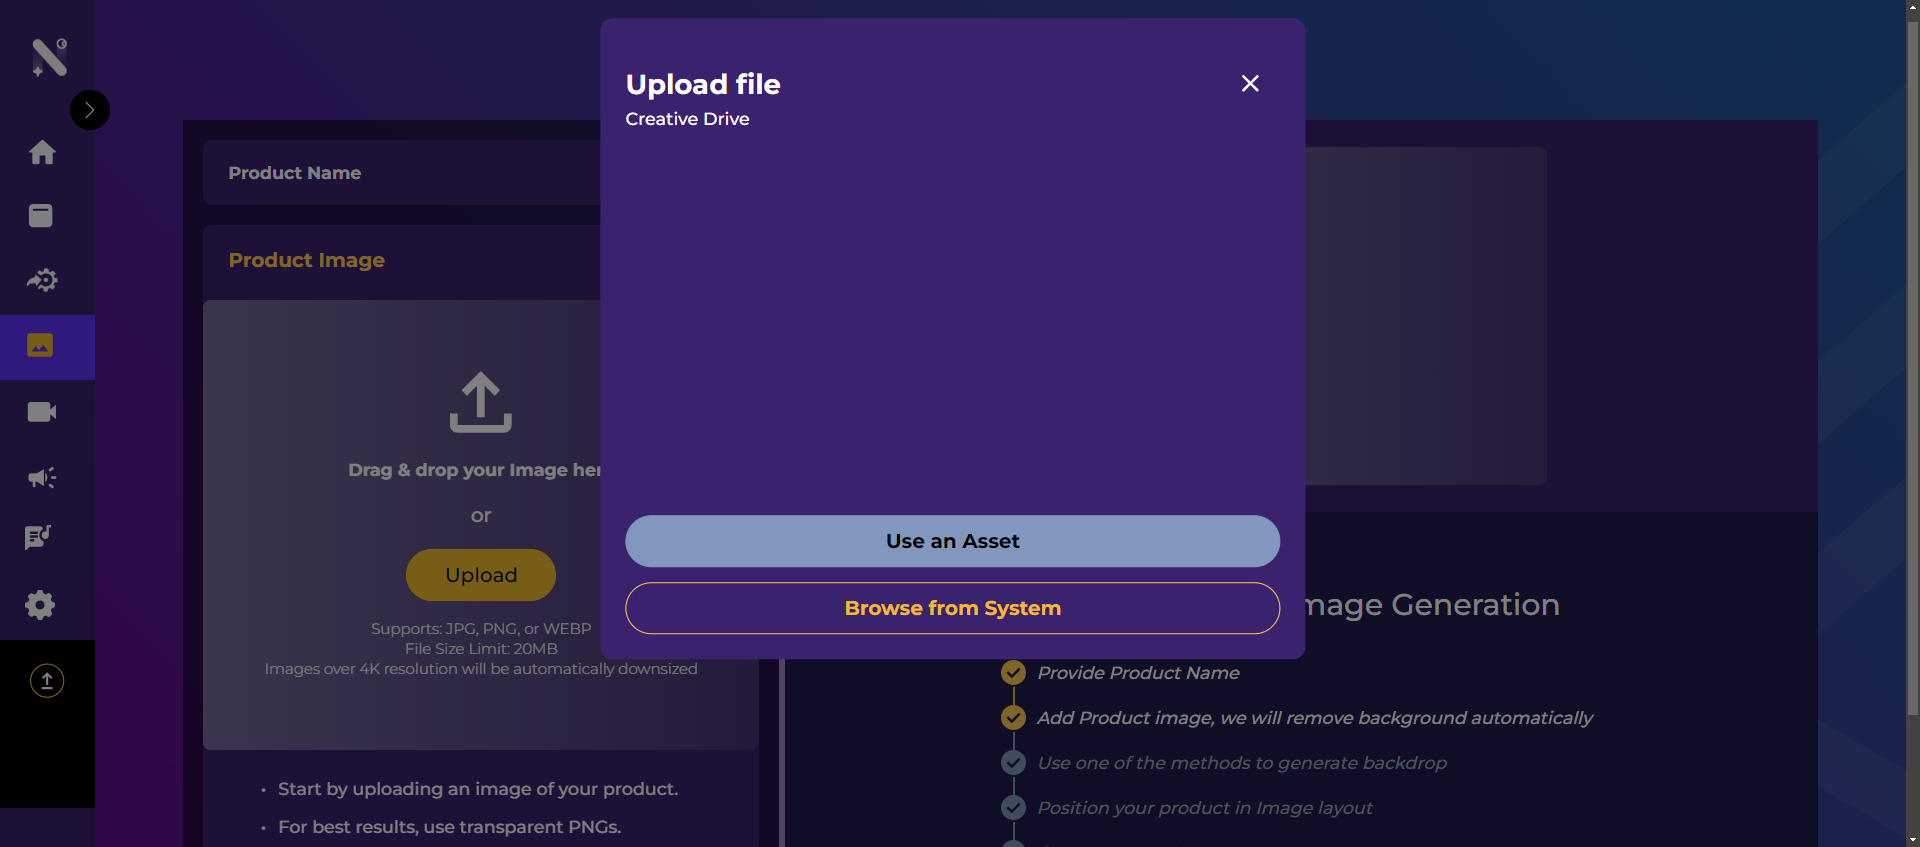 Upload file
Creative Drive
Use an Asset
Browse from System
Product Name
Product Image
Drag & drop your Image
or
Upload
Supports: JPG, PNG, or WEBP
File Size Limit: 20MB
Images over 4K resolution will be automatically downsized
• Start by uploading an image of your product.
• For best results, use transparent PNGs.
Generation
Provide Product Name
Add Product image, we will remove background automatically
Use one of the methods to generate backdrop
Position your product in Image layout